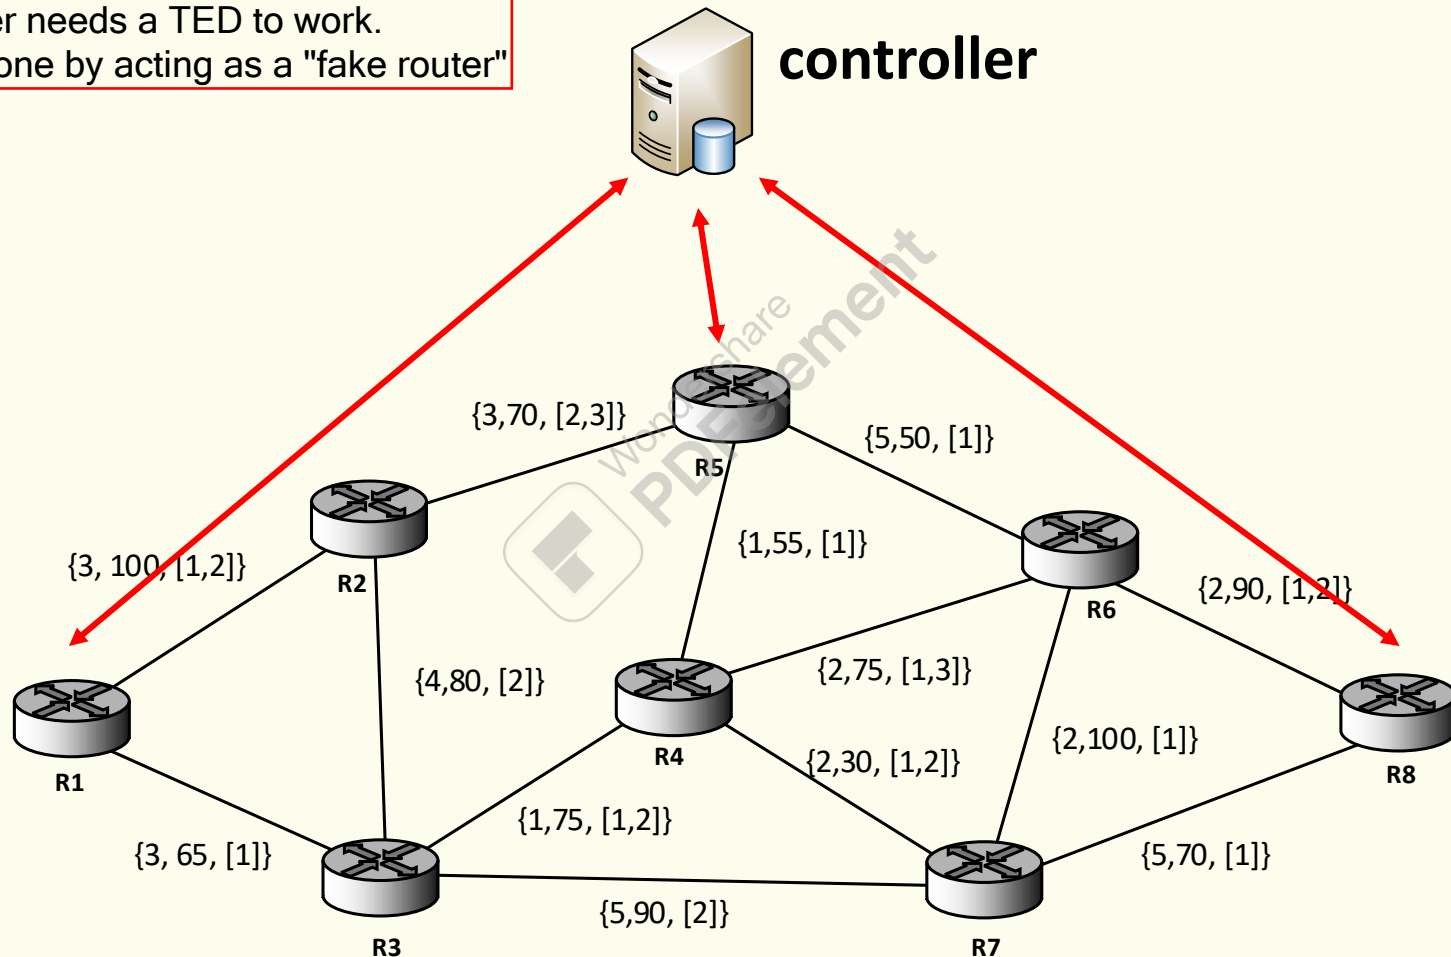 er needs a TED to work.
one by acting as a "fake router"
controller
{3,70, [2,3]}
{5,50, [1]}
R5
Wondershare
PDFelement
{3, 100, [1,2]}
R2
{1,55, [1]}
R6
{2,90, [1,2]}
{4,80, [2]}
{2,75, [1,3]}
R1
R4
{2,30, [1,2]}
{2,100, [1]}
R8
{3, 65, [1]}
{1,75, [1,2]}
{5,70, [1]}
{5,90, [2]}
R3
R7